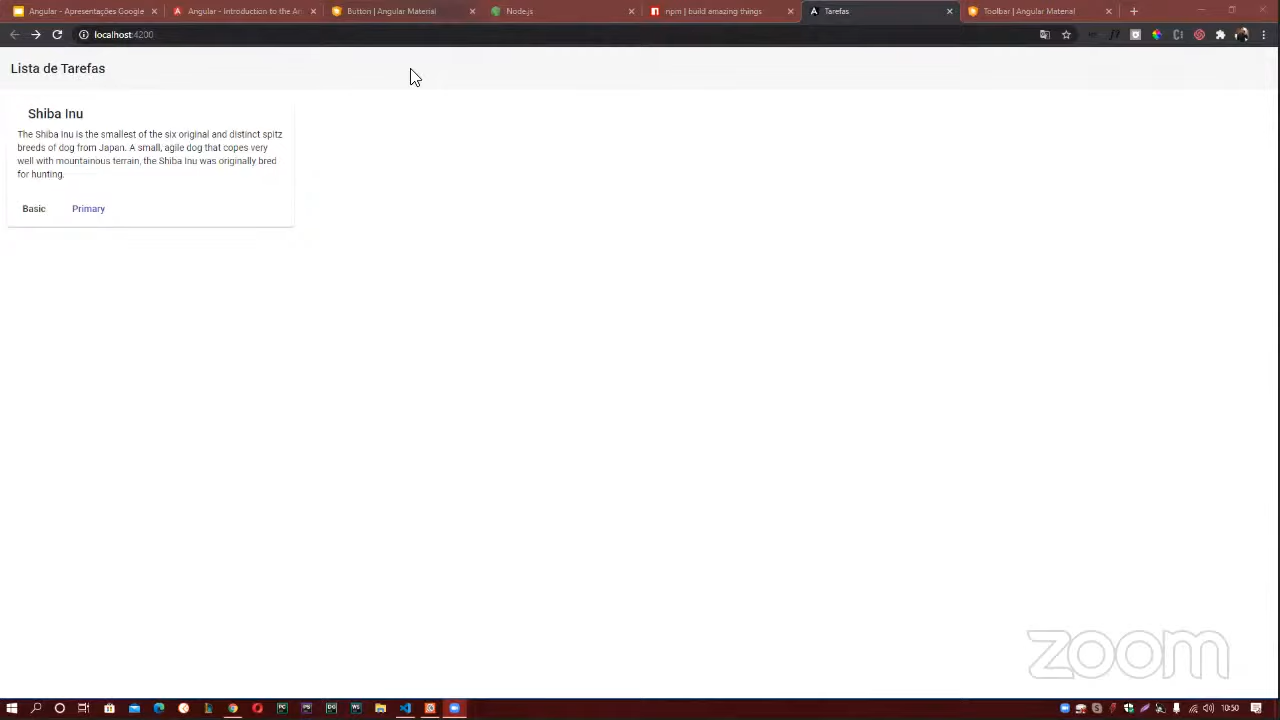 Angular - Apresentações Google
Angular - Introduction to the An
Button | Angular Material
Node.js
npm | build amazing things
Tarefas
Toolbar | Angular Material
localhost:4200
Lista de Tarefas
Shiba Inu
The Shiba Inu is the smallest of the six original and distinct spitz
breeds of dog from Japan. A small, agile dog that copes very
well with mountainous terrain, the Shiba Inu was originally bred
for hunting.
Basic Primary
zoom
10:50